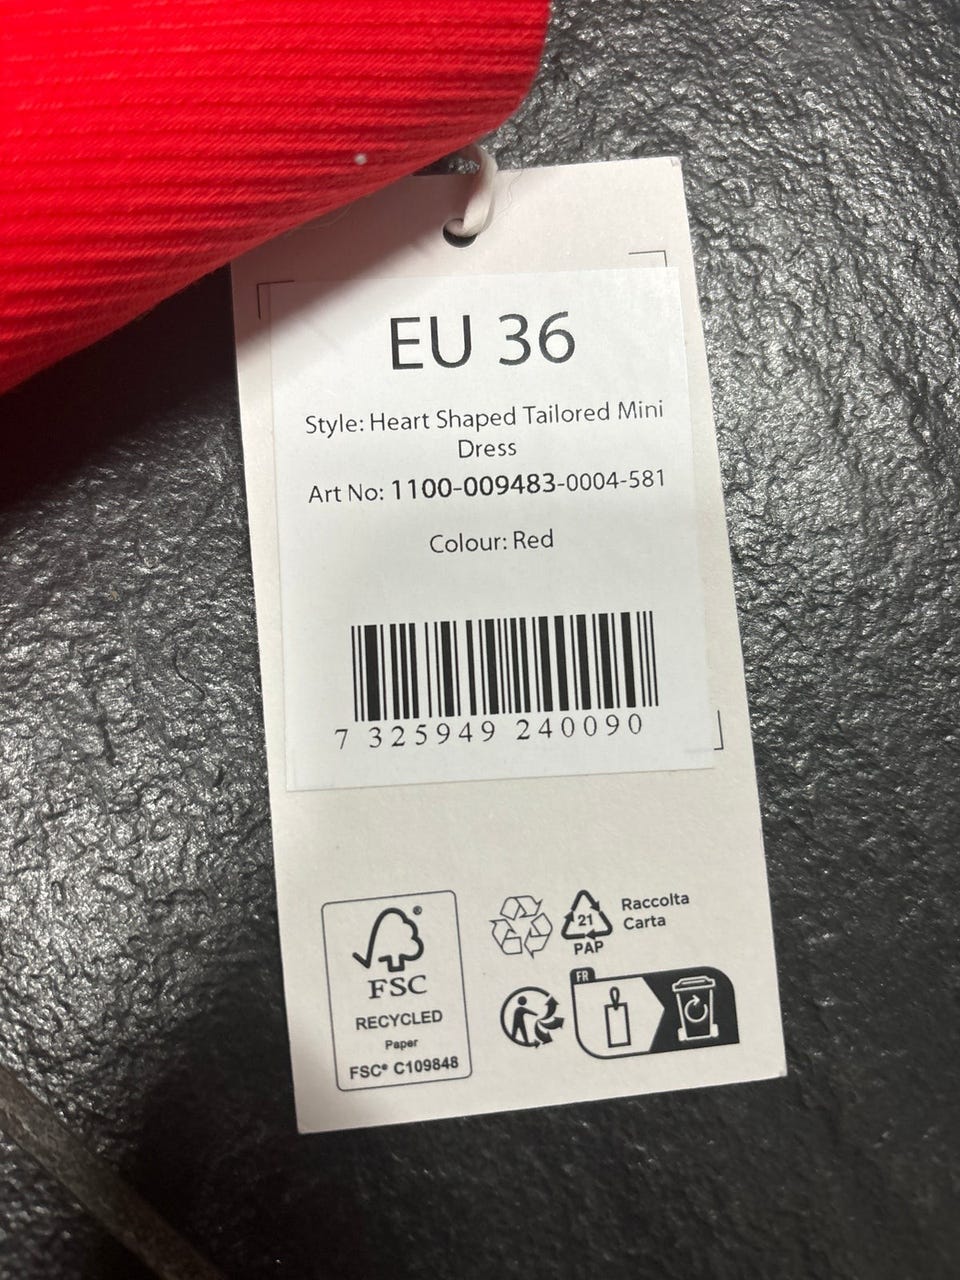 EU 36
Style: Heart Shaped Tailored Mini
Dress
Art No: 1100-009483-0004-581
Colour: Red
7 325949 240090
FSC®
RECYCLED
Paper
FSC® C109848
21
PAP
Raccolta
Carta
FR